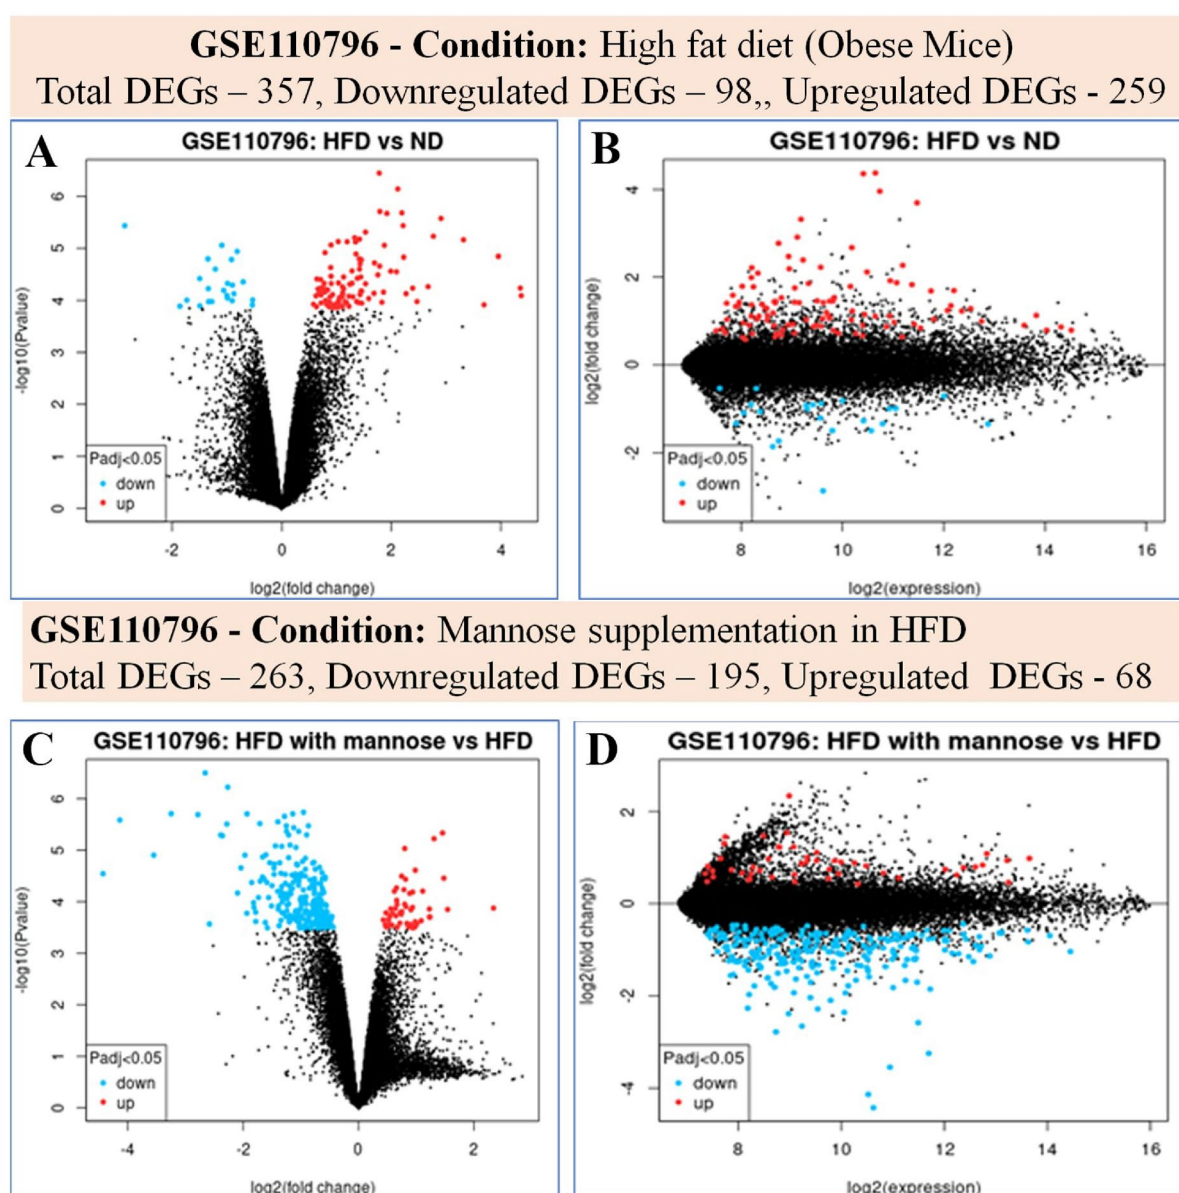 GSE110796 - Condition: High fat diet (Obese Mice)
Total DEGs – 357, Downregulated DEGs – 98,, Upregulated DEGs - 259
A
GSE110796: HFD vs ND
-log10(Pvalue)
6
5
4
3
2
1
0
Padj<0.05
down
up
-2 0 2 4
log2(fold change)
B
GSE110796: HFD vs ND
log2(fold change)
4
2
0
-2
Padj<0.05
down
up
8 10 12 14 16
log2(expression)
GSE110796 - Condition: Mannose supplementation in HFD
Total DEGs – 263, Downregulated DEGs – 195, Upregulated DEGs - 68
C
GSE110796: HFD with mannose vs HFD
-log10(Pvalue)
6
5
4
3
2
1
0
Padj<0.05
down
up
-4 -2 0 2
log2(fold change)
D
GSE110796: HFD with mannose vs HFD
log2(fold change)
2
0
-2
-4
Padj<0.05
down
up
8 10 12 14 16
log2(expression)